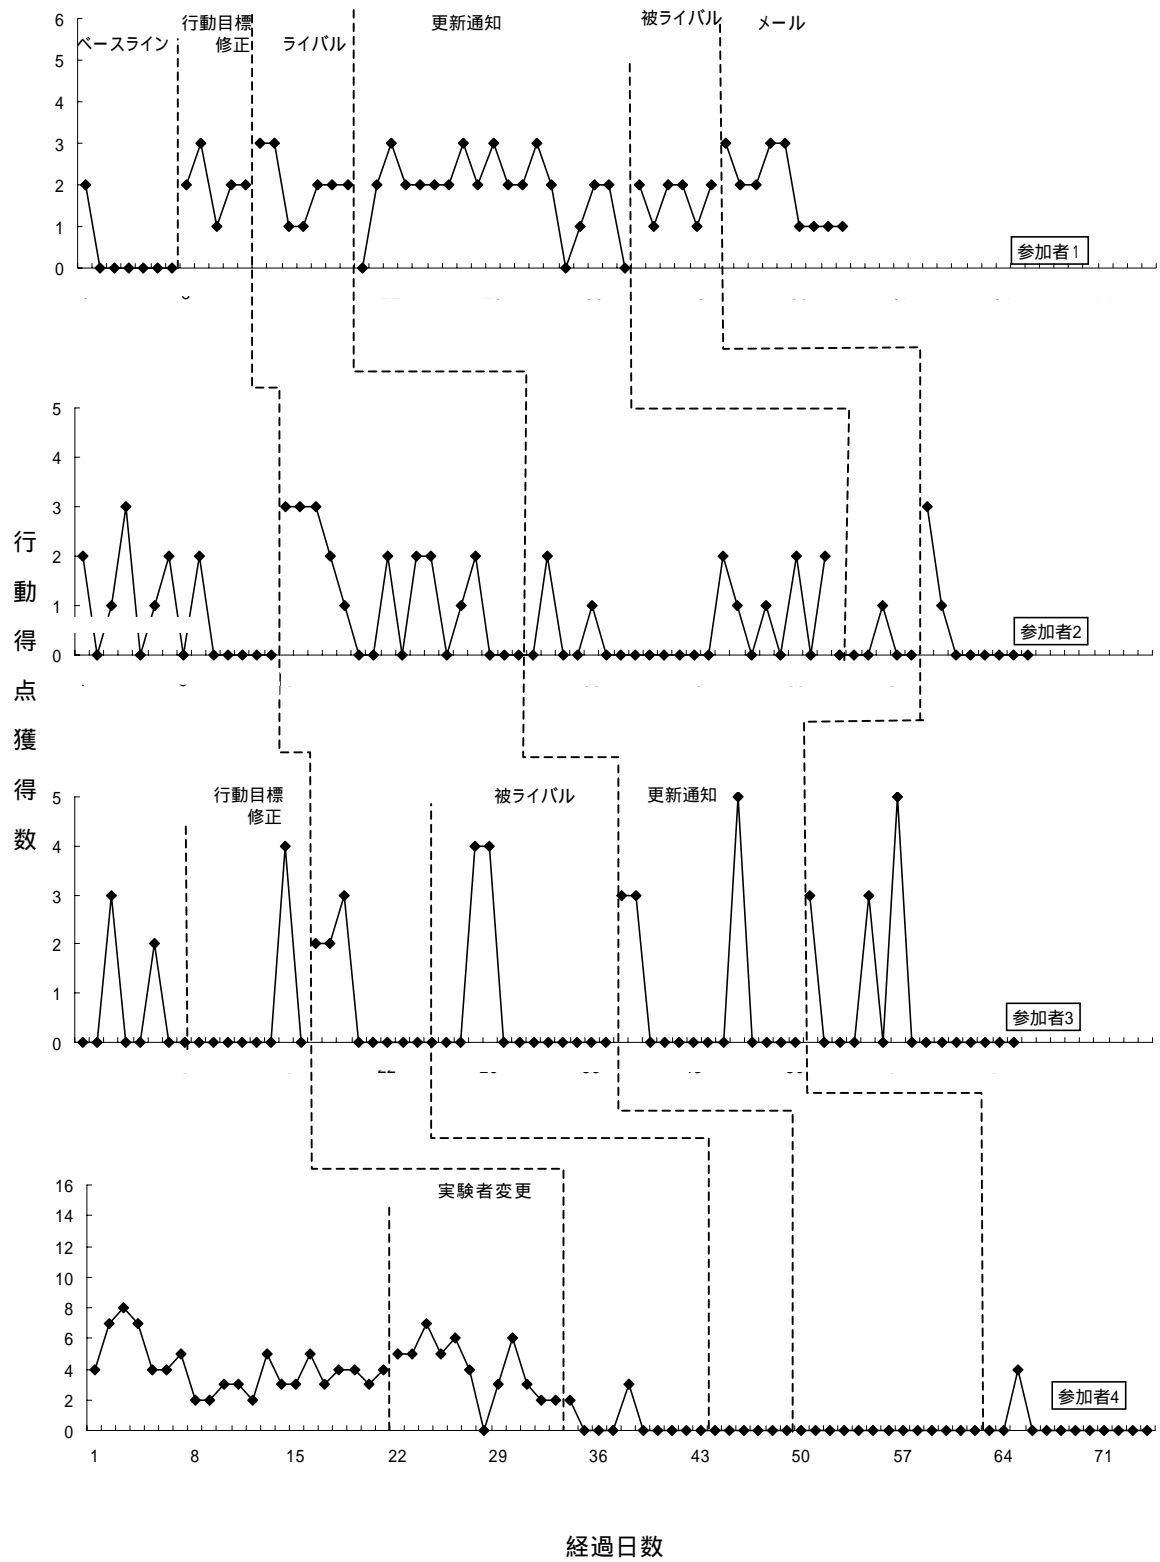 ベースライン
行動目標
修正
ライバル
更新通知
被ライバル
メール
6
5
4
3
2
1
0
参加者1
5
4
3
2
1
0
参加者2
行動得点獲得数
行動目標
修正
被ライバル
更新通知
5
4
3
2
1
0
参加者3
実験者変更
16
14
12
10
8
6
4
2
0
参加者4
1 8 15 22 29 36 43 50 57 64 71
経過日数